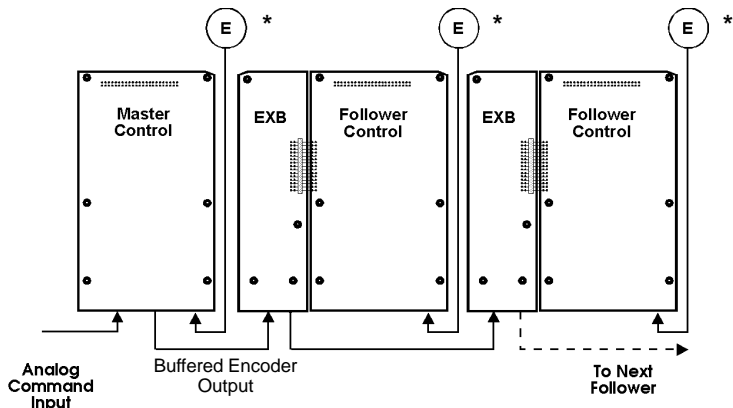 E *
E *
E *
Master
Control
EXB
Follower
Control
EXB
Follower
Control
Analog
Command
Input
Buffered Encoder
Output
To Next
Follower